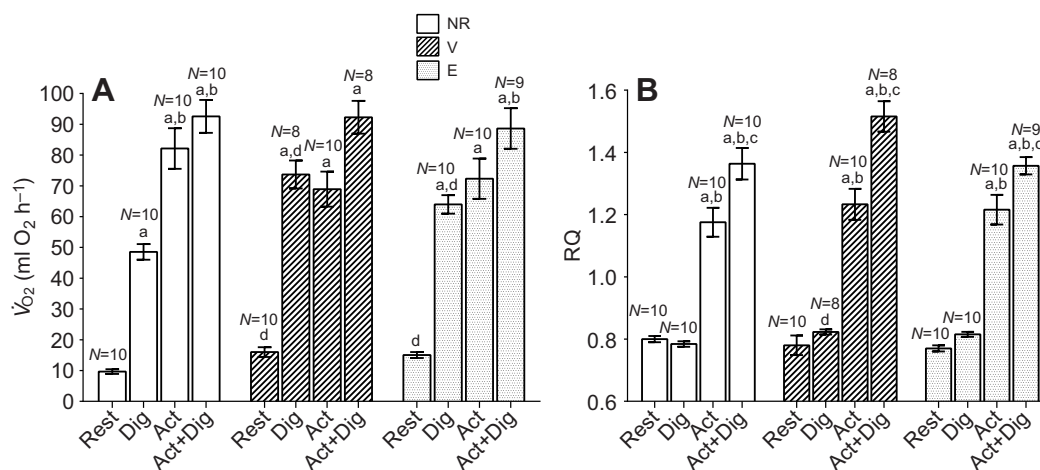 NR
V
E
A
V̇O2 (ml O2 h–1)
100
90
80
70
60
50
40
30
20
10
0
N=10
N=10
a
N=10
a,b
N=10
a,b
N=10
d
N=8
a,d
N=10
a
N=8
a
d
N=10
a,d
N=10
a
N=9
a,b
Rest
Dig
Act
Act+Dig
Rest
Dig
Act
Act+Dig
Rest
Dig
Act
Act+Dig
B
RQ
1.6
1.4
1.2
1.0
0.8
0.6
N=10
N=10
N=10
a,b
N=10
a,b,c
N=10
N=8
d
N=10
a,b
N=8
a,b,c
N=10
N=10
N=10
a,b
N=9
a,b,c
Rest
Dig
Act
Act+Dig
Rest
Dig
Act
Act+Dig
Rest
Dig
Act
Act+Dig